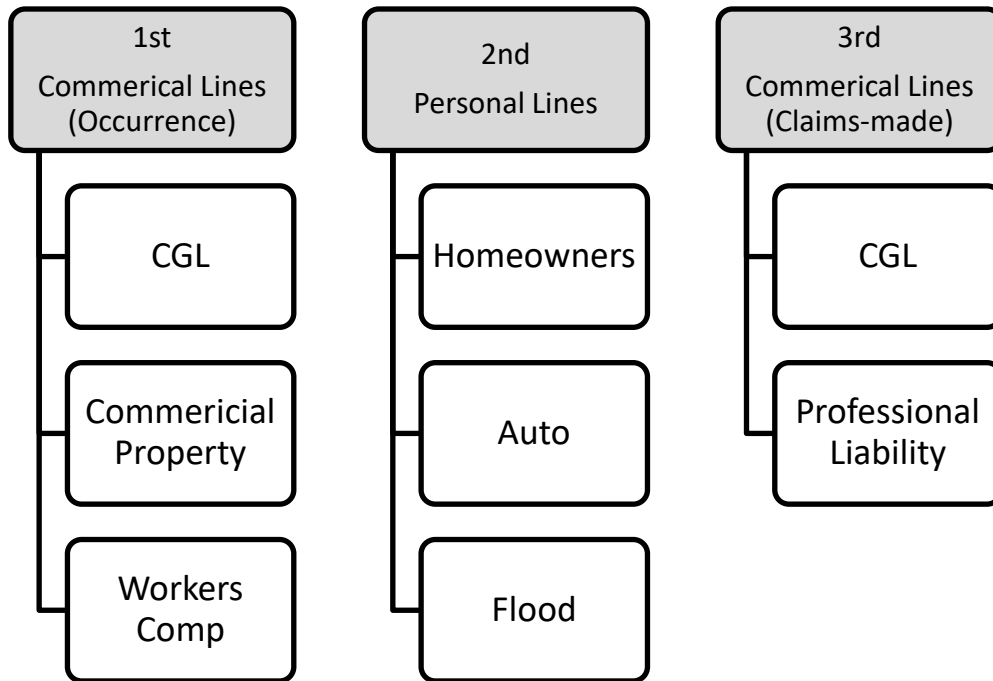 1st
Commerical Lines
(Occurrence)
CGL
Commericial
Property
Workers
Comp
2nd
Personal Lines
Homeowners
Auto
Flood
3rd
Commerical Lines
(Claims-made)
CGL
Professional
Liability